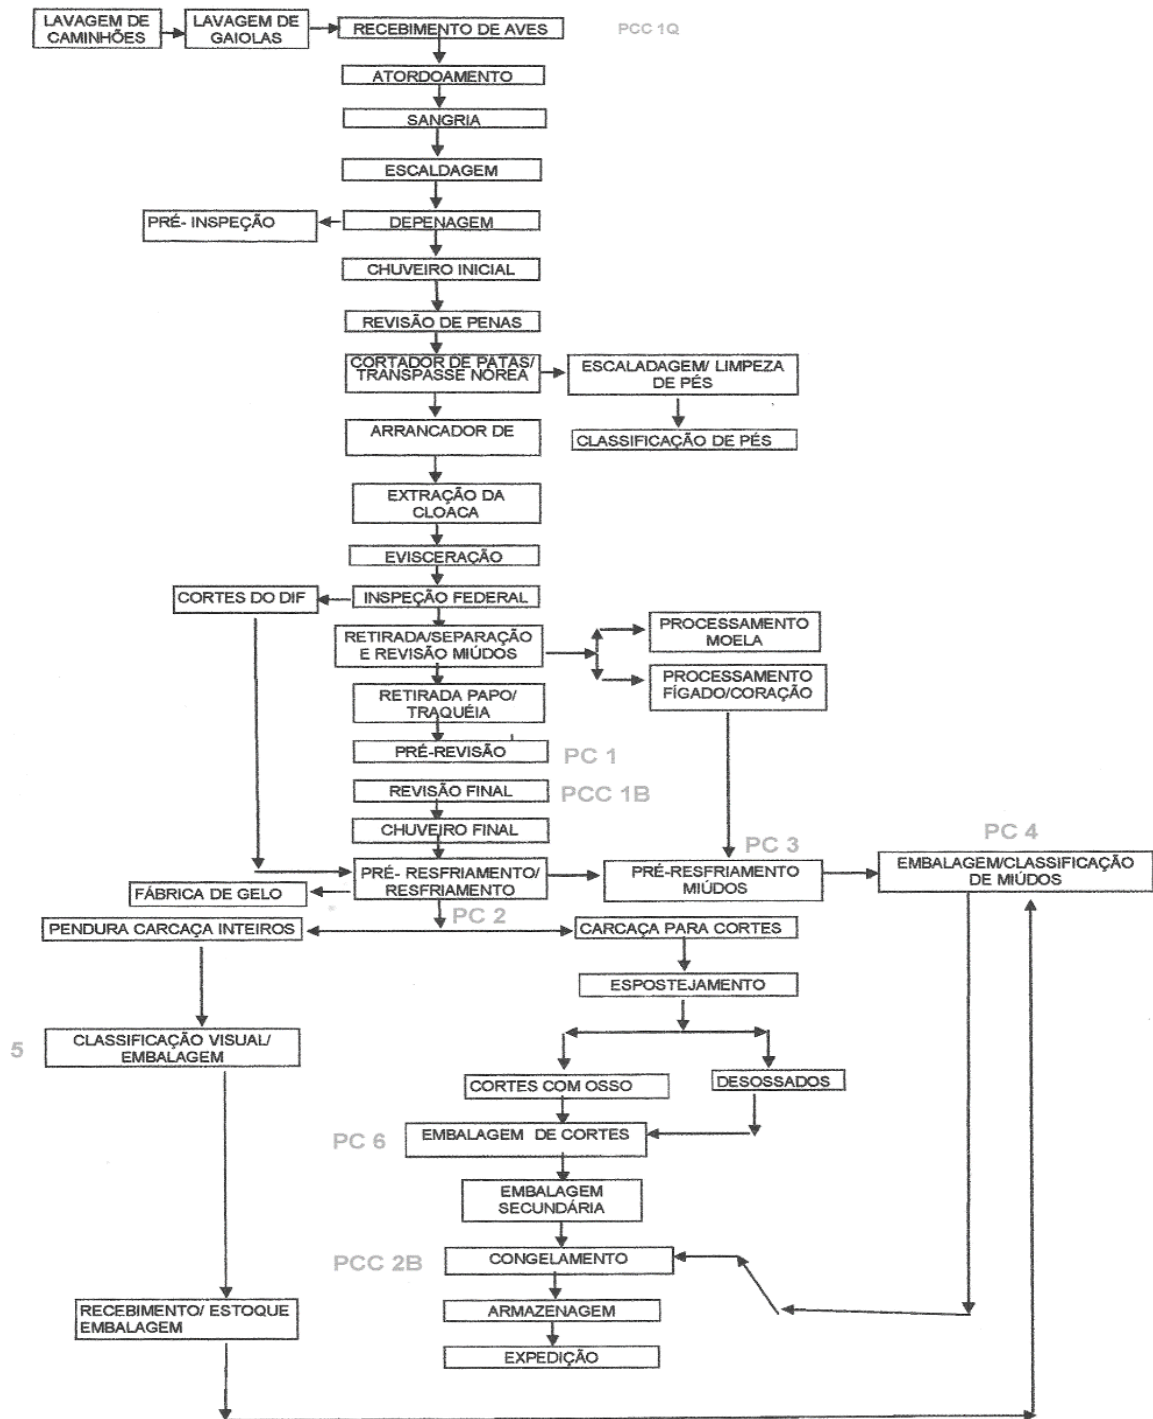 LAVAGEM DE
CAMINHÕES
LAVAGEM DE
GAIOLAS
RECEBIMENTO DE AVES
PCC 1Q
ATORDOAMENTO
SANGRIA
ESCALDAGEM
PRÉ- INSPEÇÃO
DEPENAGEM
CHUVEIRO INICIAL
REVISÃO DE PENAS
CORTADOR DE PATAS/
TRANSPASSE NÓREA
ESCALADAGEM/ LIMPEZA
DE PÉS
ARRANCADOR DE
CLASSIFICAÇÃO DE PÉS
EXTRAÇÃO DA
CLOACA
EVISCERAÇÃO
CORTES DO DIF
INSPEÇÃO FEDERAL
RETIRADA/SEPARAÇÃO
E REVISÃO MIÚDOS
PROCESSAMENTO
MOELA
PROCESSAMENTO
FÍGADO/CORAÇÃO
RETIRADA PAPO/
TRAQUÉIA
PRÉ-REVISÃO
PC 1
REVISÃO FINAL
PCC 1B
CHUVEIRO FINAL
PC 3
PC 4
PRÉ- RESFRIAMENTO/
RESFRIAMENTO
PRÉ-RESFRIAMENTO
MIÚDOS
EMBALAGEM/CLASSIFICAÇÃO
DE MIÚDOS
FÁBRICA DE GELO
PC 2
PENDURA CARCAÇA INTEIROS
CARCAÇA PARA CORTES
ESPOSTEJAMENTO
5
CLASSIFICAÇÃO VISUAL/
EMBALAGEM
CORTES COM OSSO
DESOSSADOS
PC 6
EMBALAGEM DE CORTES
EMBALAGEM
SECUNDÁRIA
PCC 2B
CONGELAMENTO
RECEBIMENTO/ ESTOQUE
EMBALAGEM
ARMAZENAGEM
EXPEDIÇÃO